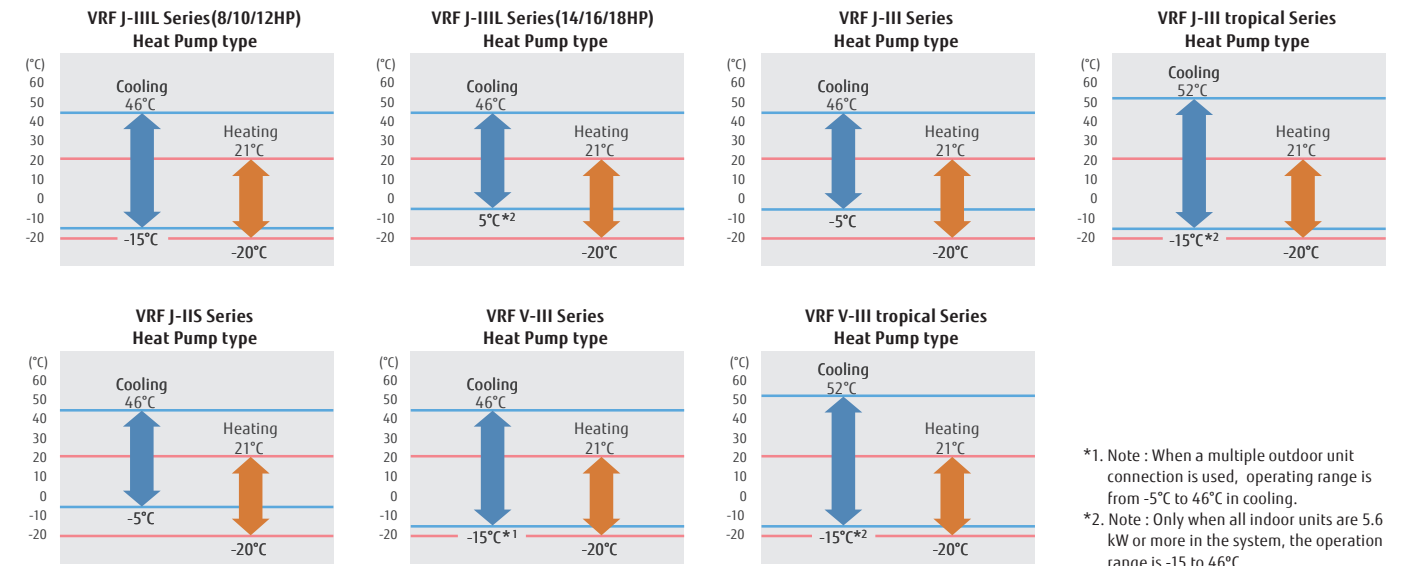 VRF J-IIIL Series(8/10/12HP)
Heat Pump type
(°C)
60
50
40
30
20
10
0
-10
-20
Cooling
46°C
Heating
21°C
-15°C
-20°C
VRF J-IIIL Series(14/16/18HP)
Heat Pump type
(°C)
60
50
40
30
20
10
0
-10
-20
Cooling
46°C
Heating
21°C
5°C*2
-20°C
VRF J-III Series
Heat Pump type
(°C)
60
50
40
30
20
10
0
-10
-20
Cooling
46°C
Heating
21°C
-5°C
-20°C
VRF J-III tropical Series
Heat Pump type
(°C)
60
50
40
30
20
10
0
-10
-20
Cooling
52°C
Heating
21°C
-15°C*2
-20°C
VRF J-IIS Series
Heat Pump type
(°C)
60
50
40
30
20
10
0
-10
-20
Cooling
46°C
Heating
21°C
-5°C
-20°C
VRF V-III Series
Heat Pump type
(°C)
60
50
40
30
20
10
0
-10
-20
Cooling
46°C
Heating
21°C
-15°C*1
-20°C
VRF V-III tropical Series
Heat Pump type
(°C)
60
50
40
30
20
10
0
-10
-20
Cooling
52°C
Heating
21°C
-15°C*2
-20°C
*1. Note : When a multiple outdoor unit
connection is used, operating range is
from -5°C to 46°C in cooling.
*2. Note : Only when all indoor units are 5.6
kW or more in the system, the operation
range is -15 to 46°C